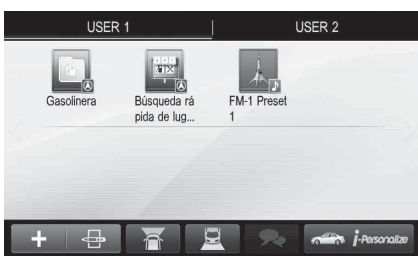 USER 1
USER 2
Gasolinera
Búsqueda rá
pida de lug...
FM-1 Preset
1
i-Personalize